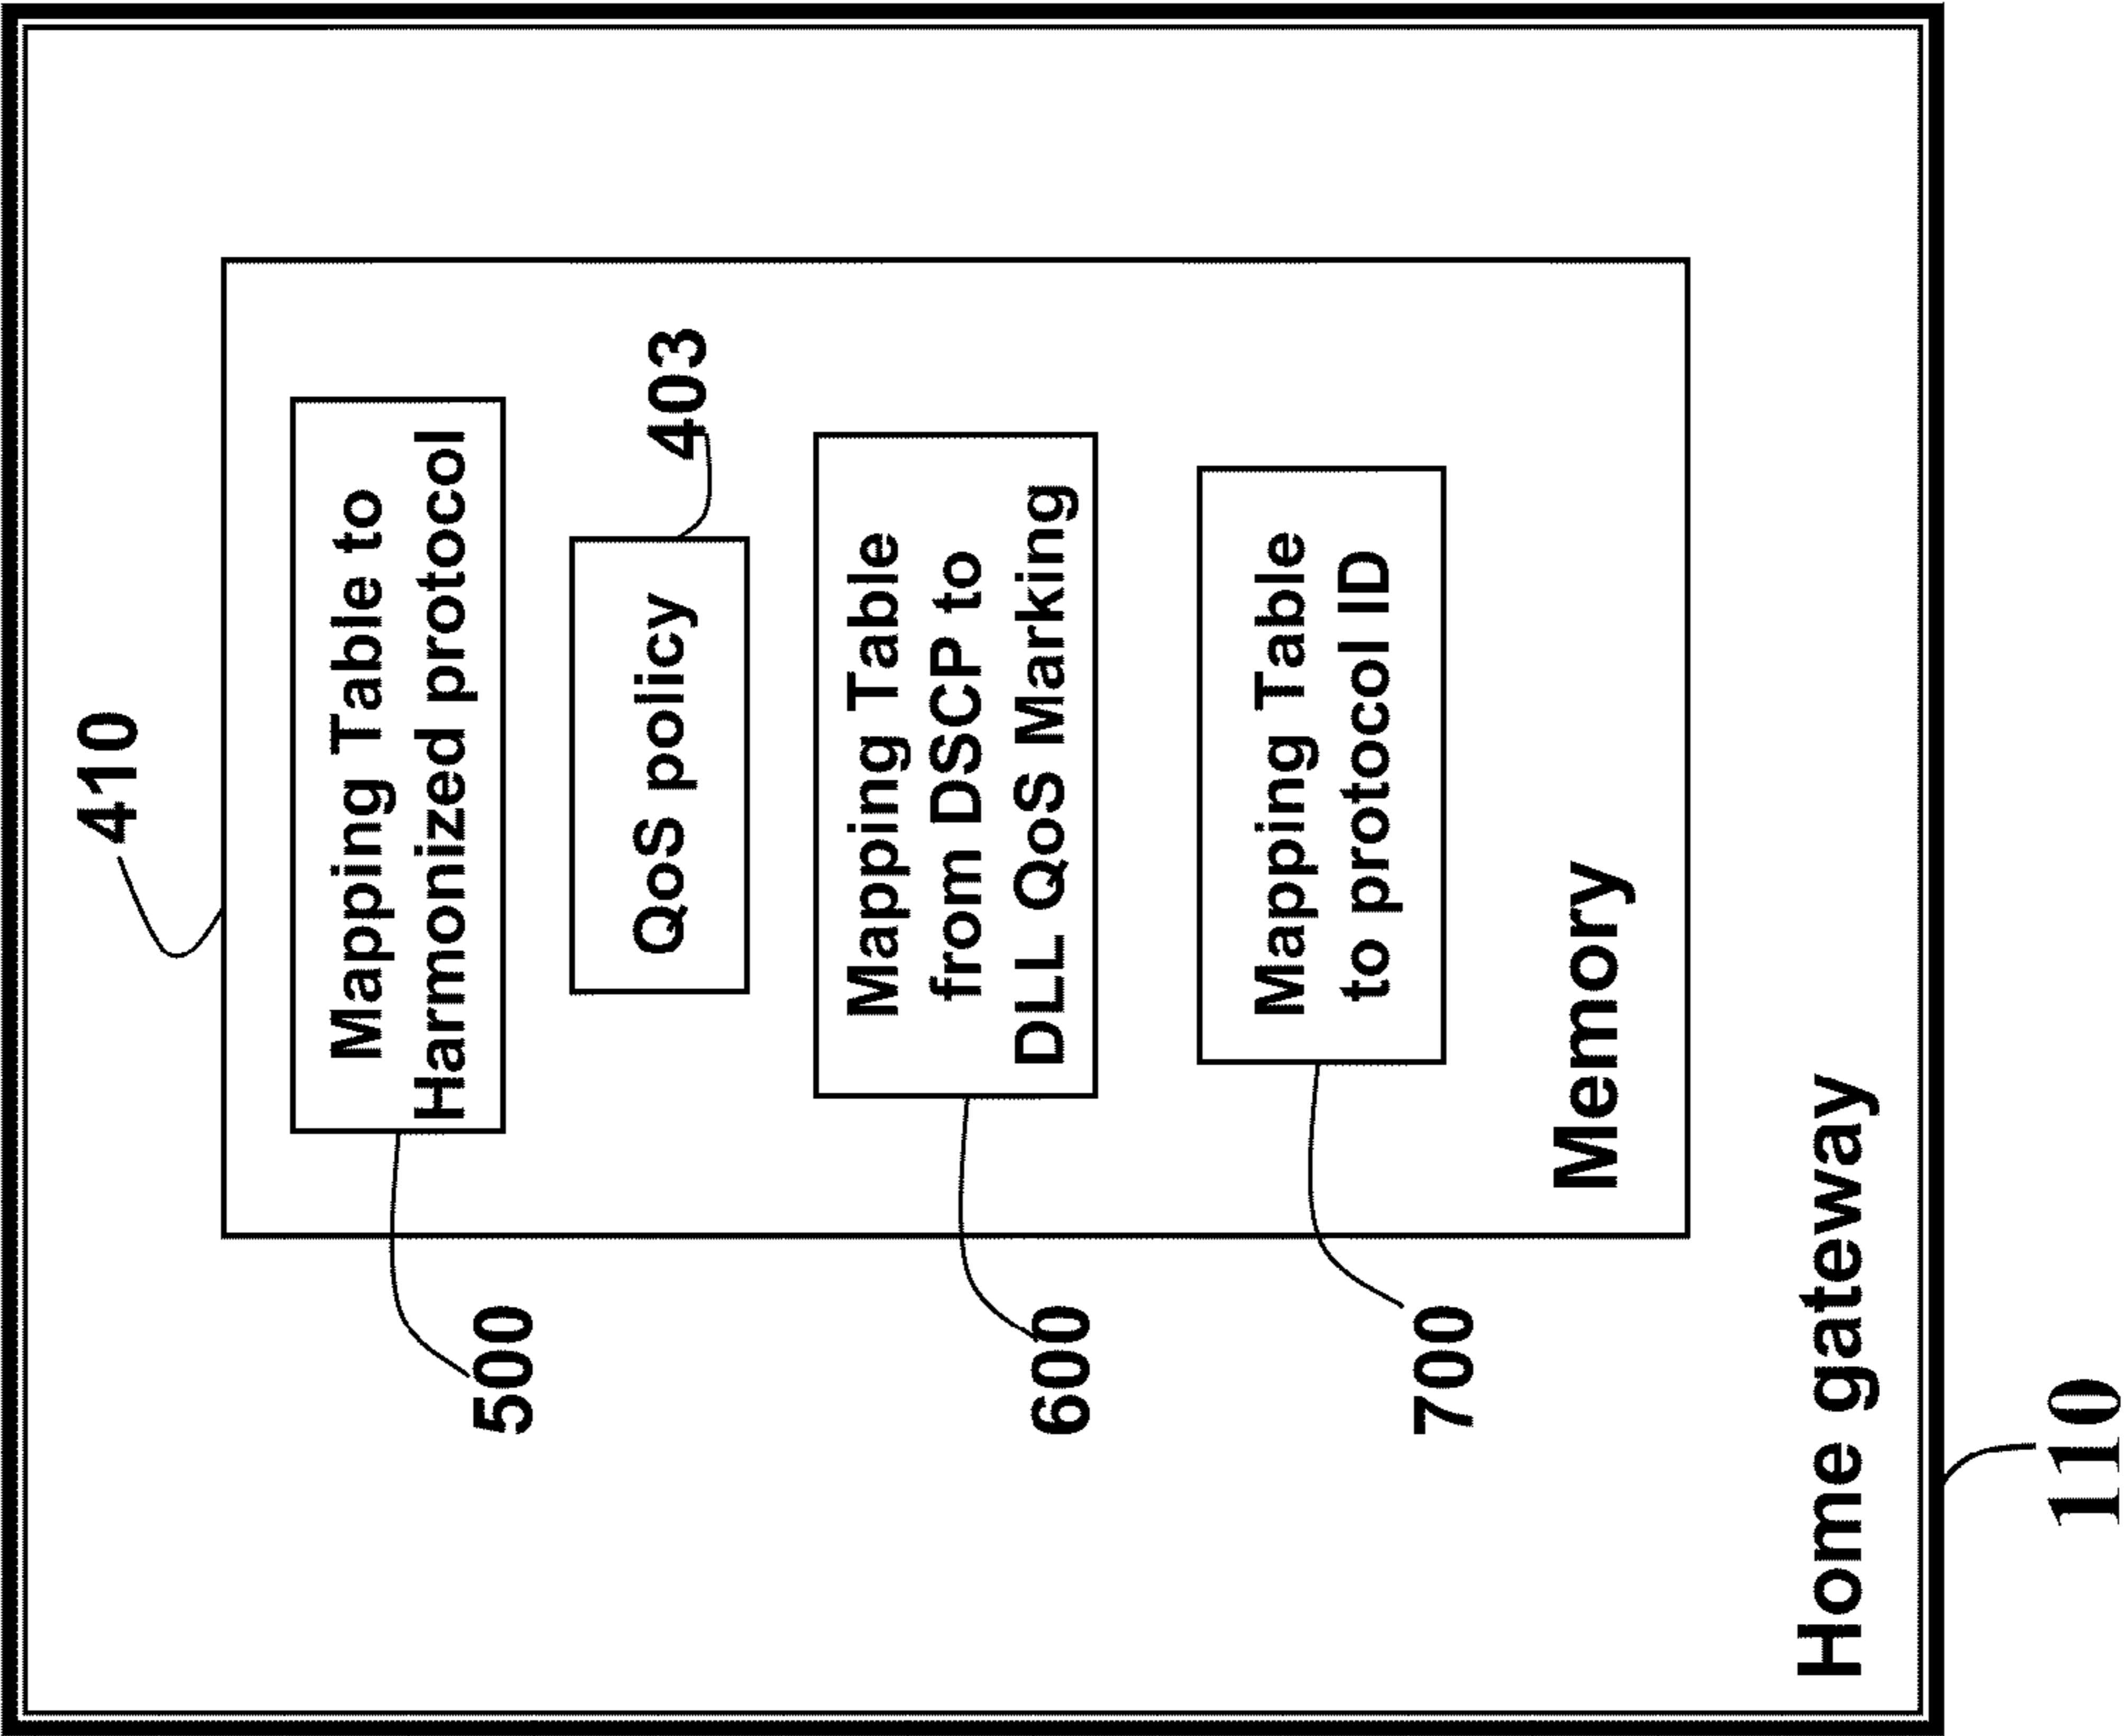 410
Mapping Table to
Harmonized protocol
500
QoS policy
403
Mapping Table
from DSCP to
DLL QoS Marking
600
Mapping Table
to protocol ID
700
Memory
Home gateway
110